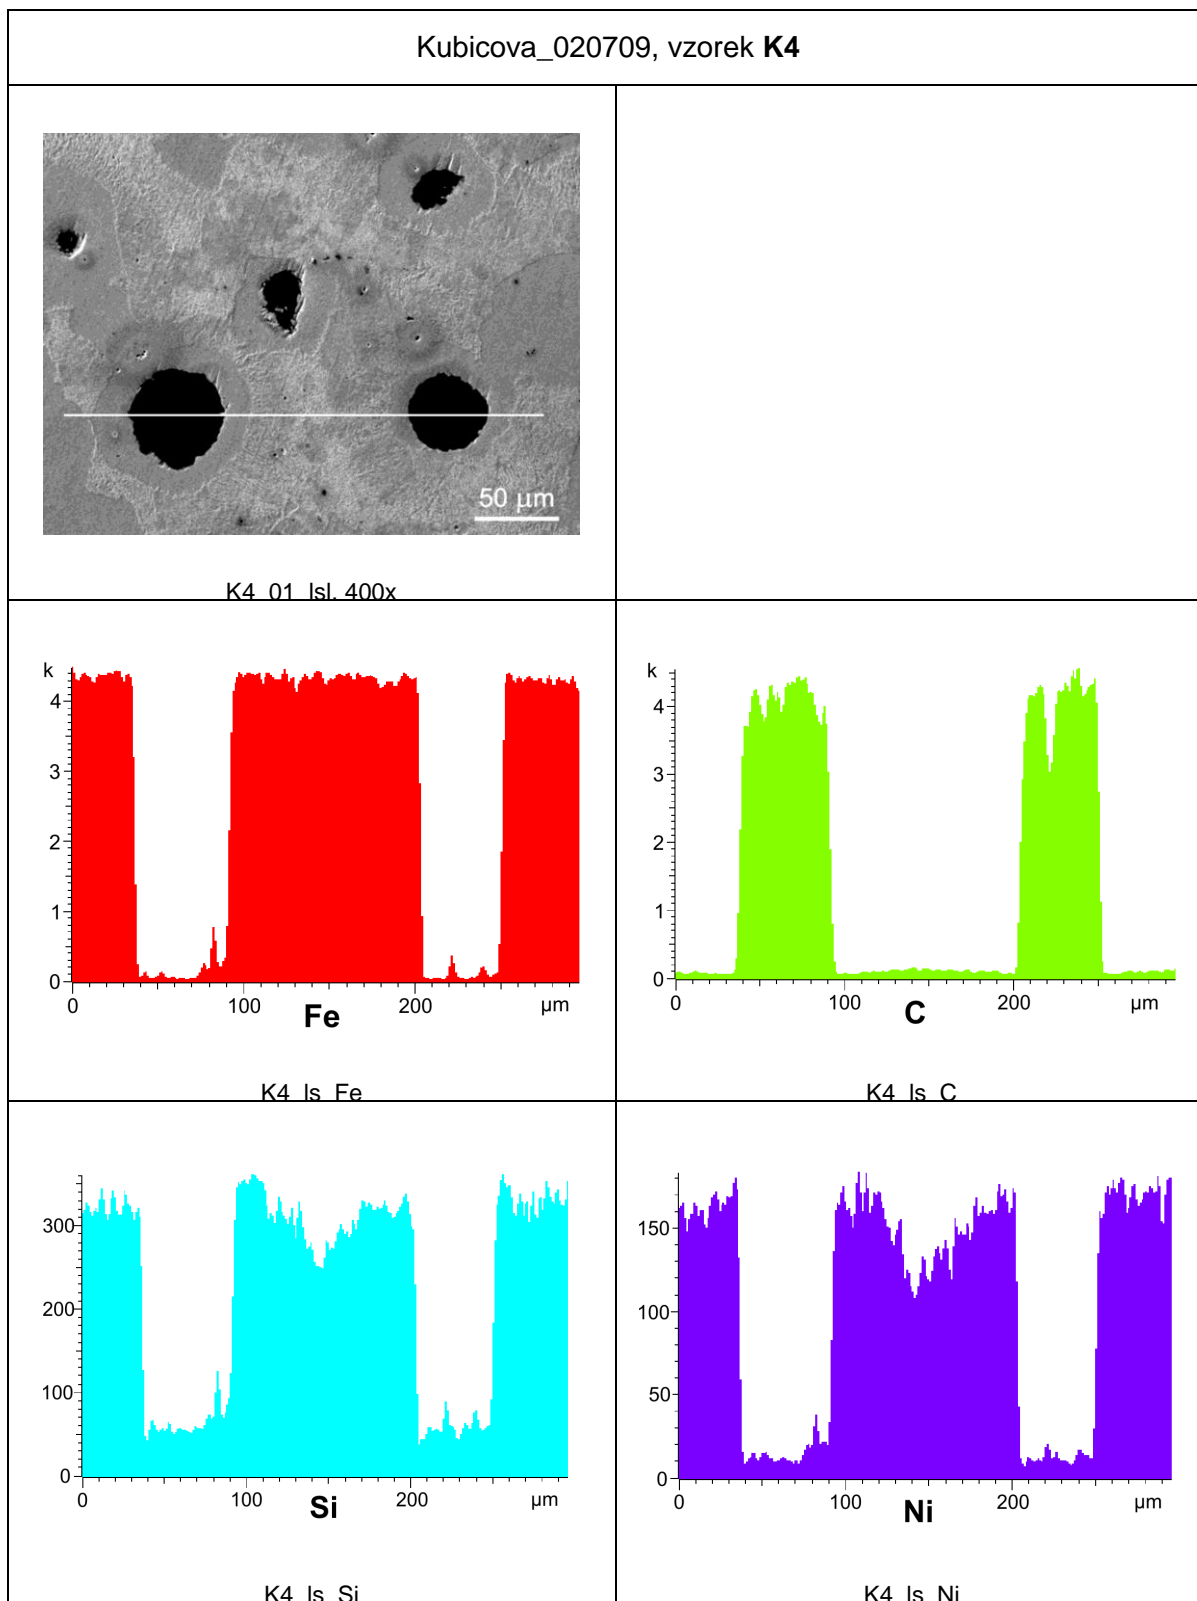 Kubicova_020709, vzorek K4
50 µm
K4_01_lsl, 400x
k
4
3
2
1
0
0 100 200 µm
Fe
K4_ls_Fe
k
4
3
2
1
0
0 100 200 µm
C
K4_ls_C
300
200
100
0
0 100 200 µm
Si
K4_ls_Si
150
100
50
0
0 100 200 µm
Ni
K4_ls_Ni